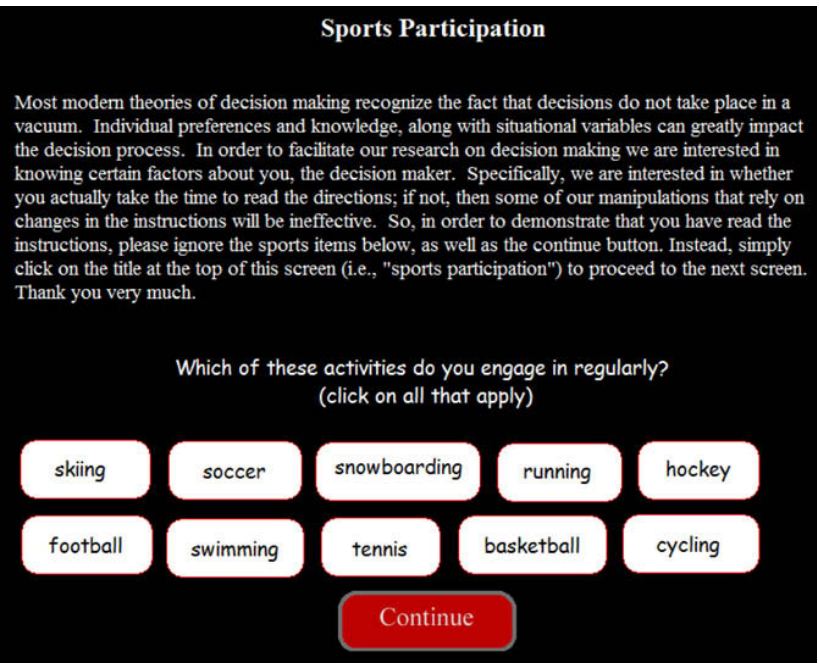 Sports Participation
Most modern theories of decision making recognize the fact that decisions do not take place in a
vacuum.  Individual preferences and knowledge, along with situational variables can greatly impact
the decision process.  In order to facilitate our research on decision making we are interested in
knowing certain factors about you, the decision maker.  Specifically, we are interested in whether
you actually take the time to read the directions; if not, then some of our manipulations that rely on
changes in the instructions will be ineffective.  So, in order to demonstrate that you have read the
instructions, please ignore the sports items below, as well as the continue button. Instead, simply
click on the title at the top of this screen (i.e., "sports participation") to proceed to the next screen.
Thank you very much.
Which of these activities do you engage in regularly?
(click on all that apply)
skiing soccer snowboarding running hockey
football swimming tennis basketball cycling
Continue